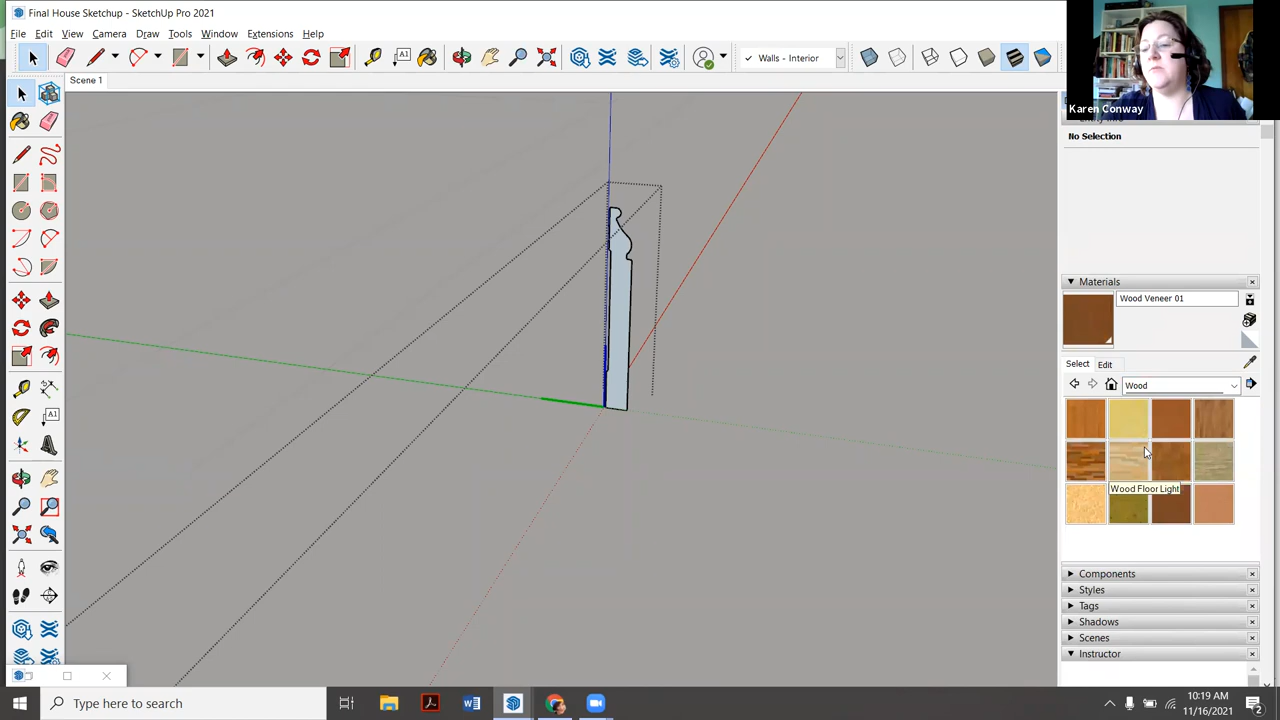 Final House Sketchup - SketchUp Pro 2021
File Edit View Camera Draw Tools Window Extensions Help
Walls - Interior
Scene 1
Karen Conway
No Selection
Materials
Wood Veneer 01
Select Edit
Wood
Wood Floor Light
Components
Styles
Tags
Shadows
Scenes
Instructor
Type here to search
10:19 AM
11/16/2021
2